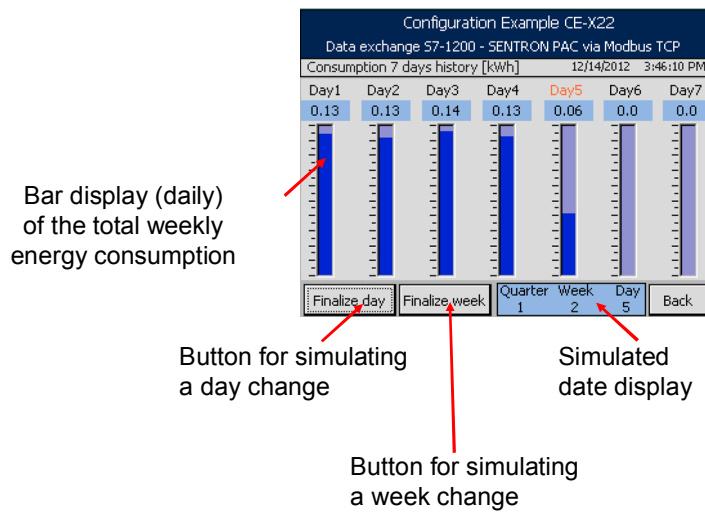 Configuration Example CE-X22
Data exchange S7-1200 - SENTRON PAC via Modbus TCP
Consumption 7 days history [kWh] 12/14/2012 3:46:10 PM
Day1 Day2 Day3 Day4 Day5 Day6 Day7
0.13 0.13 0.14 0.13 0.06 0.0 0.0
Bar display (daily)
of the total weekly
energy consumption
Quarter Week Day
Finalize day Finalize week 1 2 5 Back
Button for simulating
a day change
Simulated
date display
Button for simulating
a week change